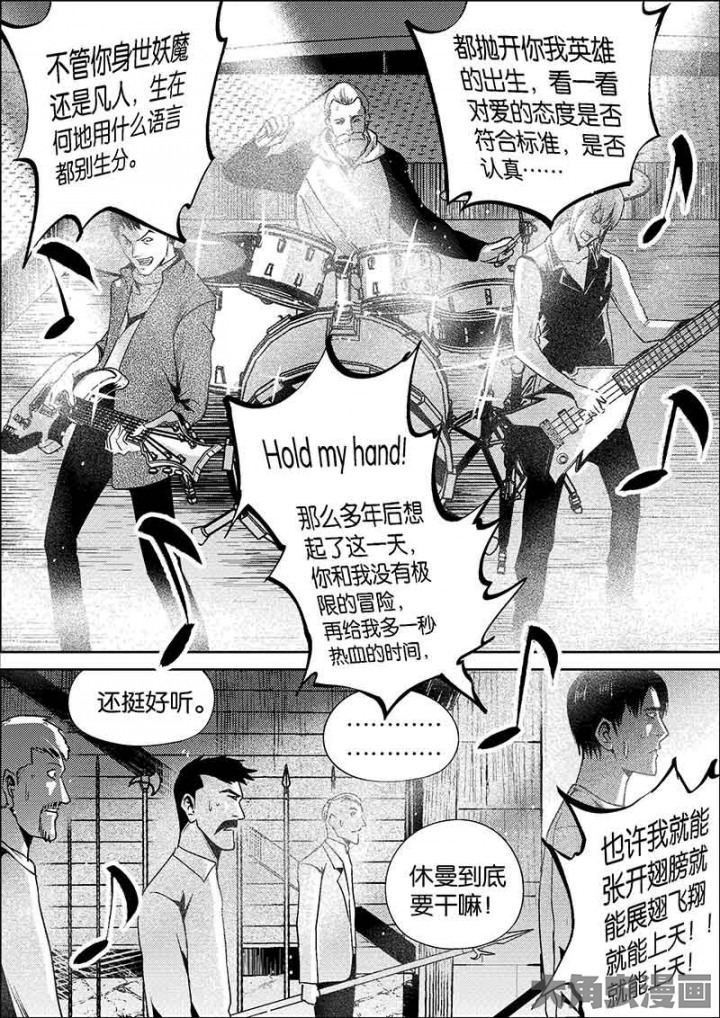 不管你身世妖魔
还是凡人，生在
何地用什么语言
都别生分。
都抛开你我英雄
的出生，看一看
对爱的态度是否
符合标准，是否
认真……
Hold my hand!
那么多年后想
起了这一天，
你和我没有极
限的冒险，
再给我多一秒
热血的时间，
还挺好听。
…………
…………
休曼到底
要干嘛！
也许我就能
张开翅膀就
能展翅飞翔
就能上天！！
就能上天！
大角虫漫画